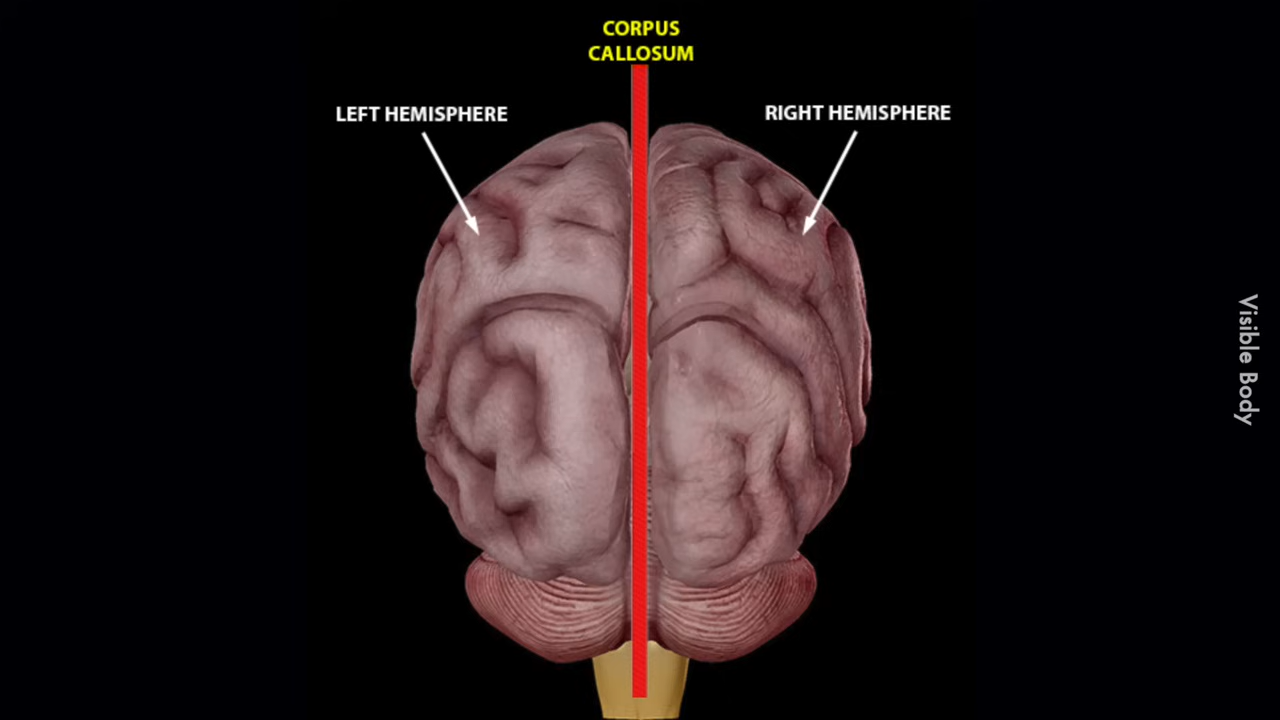 CORPUS
CALLOSUM
LEFT HEMISPHERE
RIGHT HEMISPHERE
Visible Body